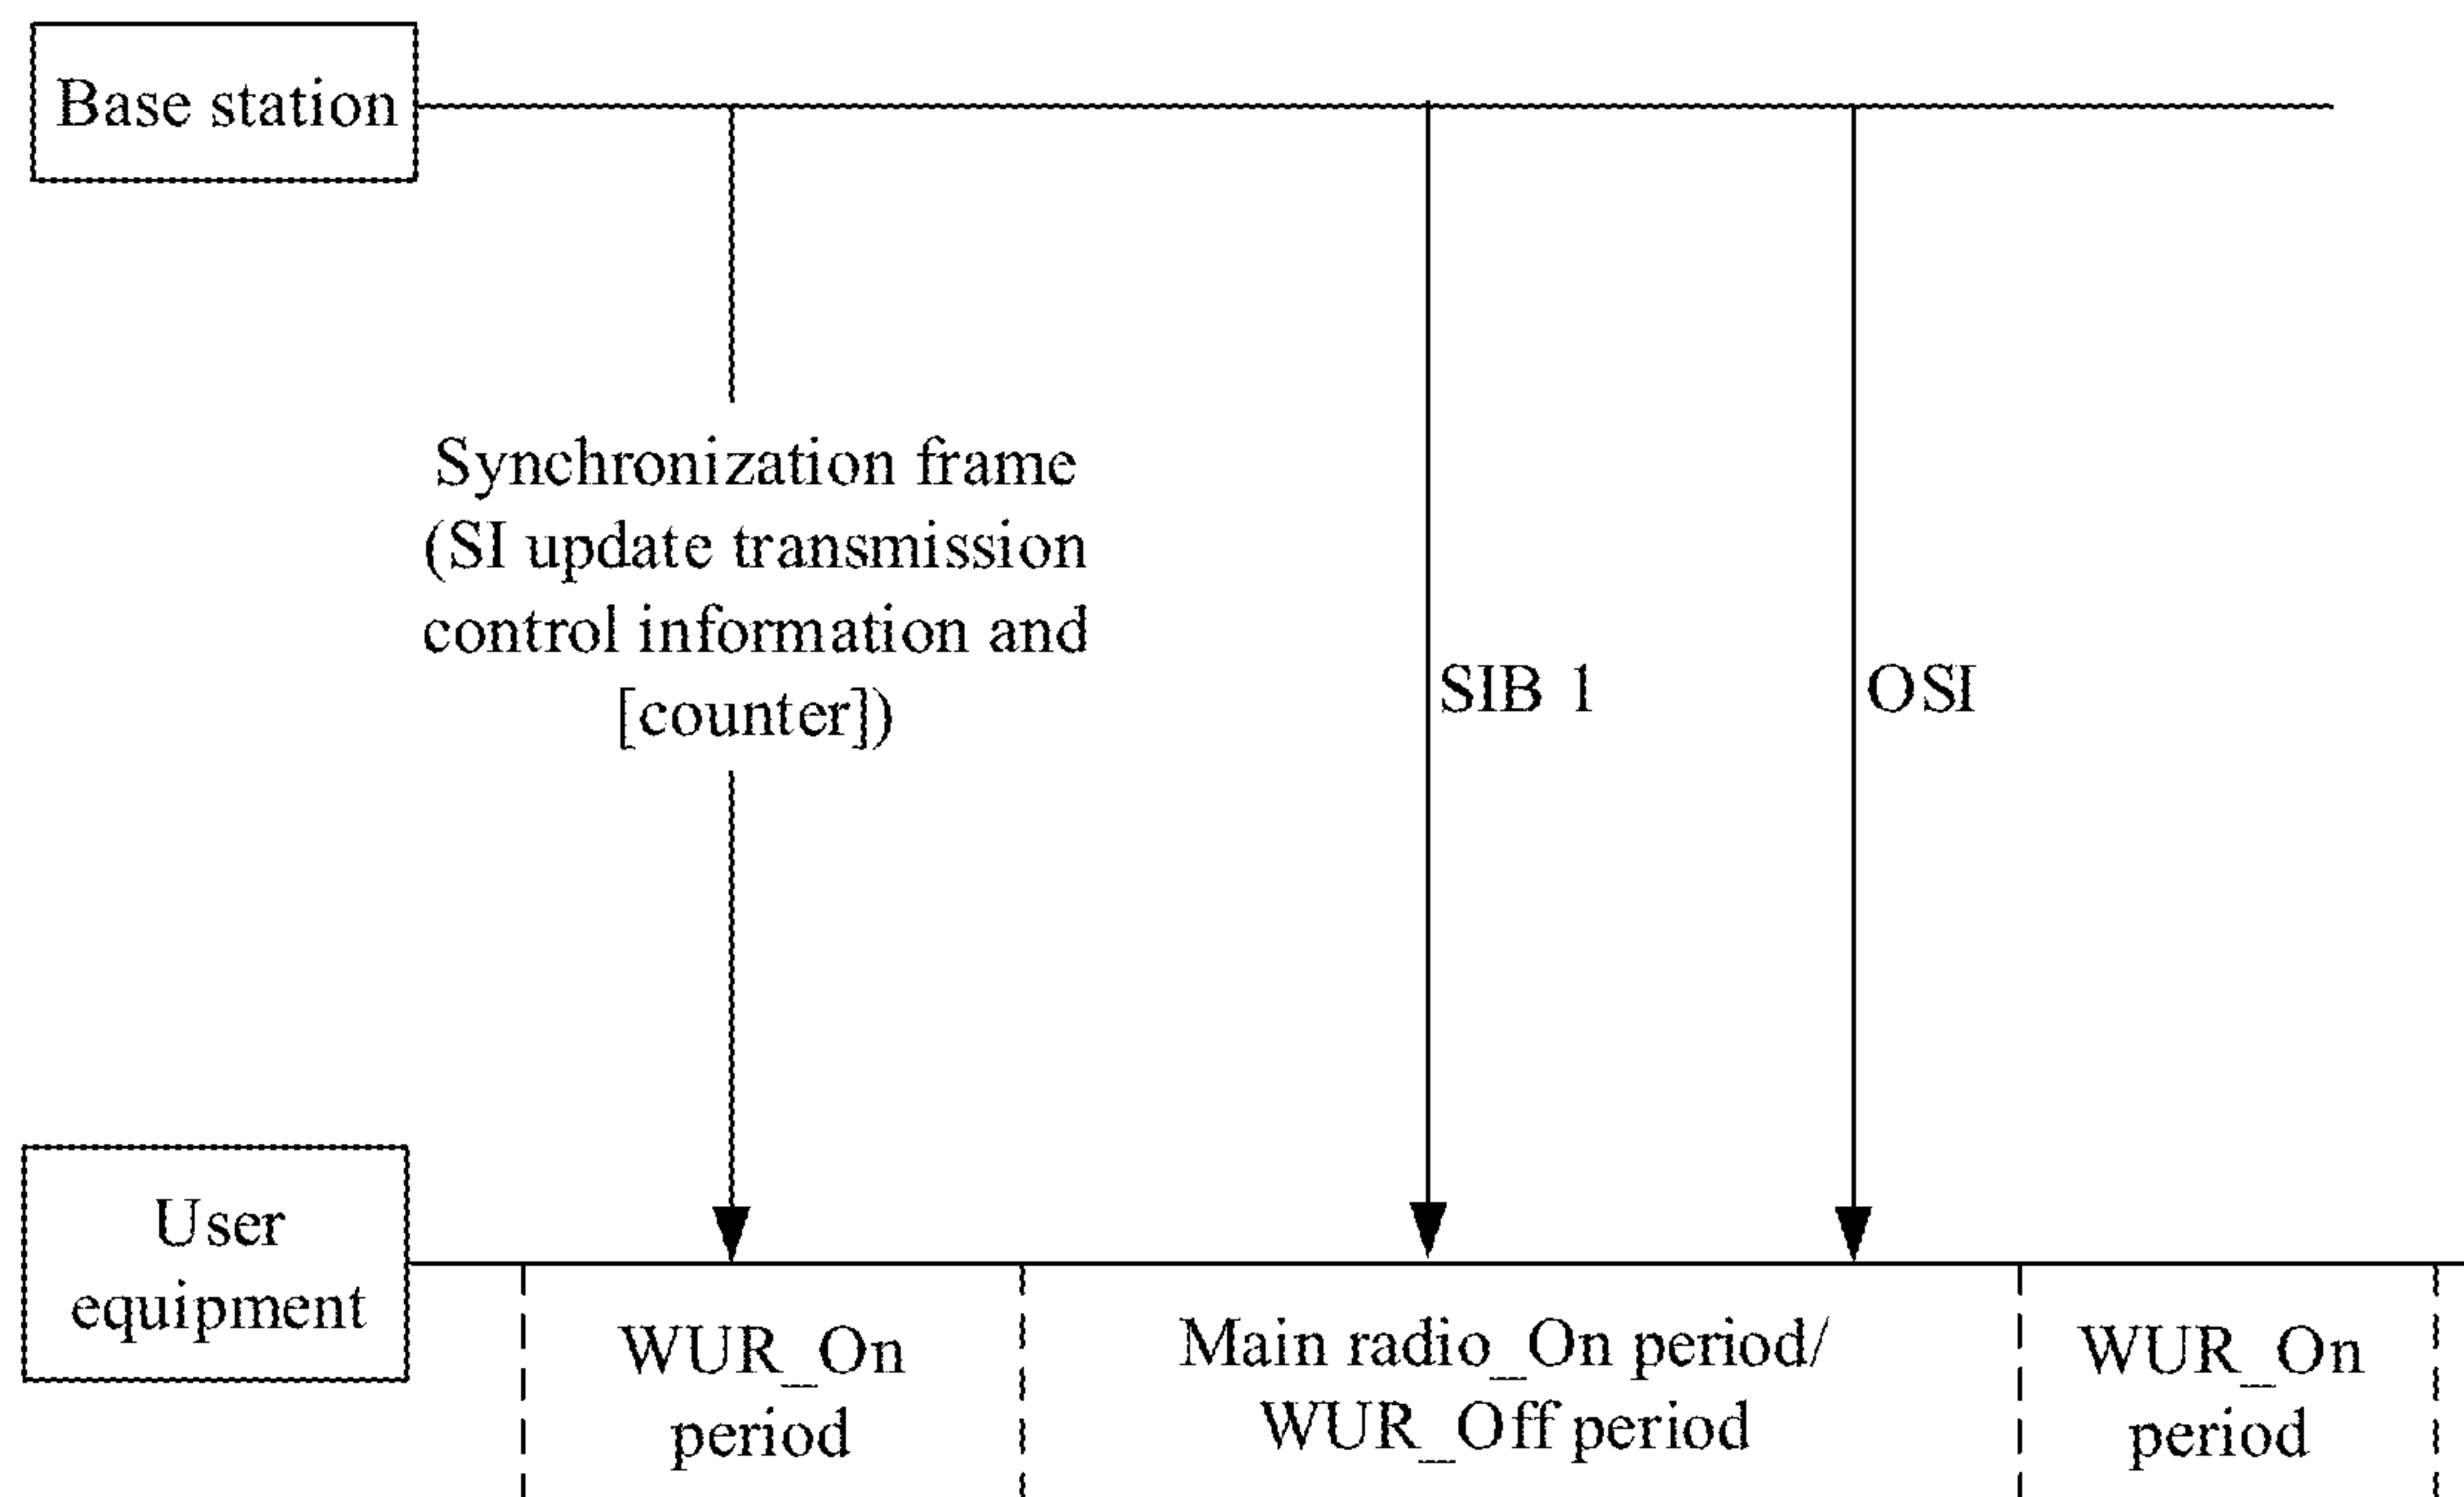 Base station
Synchronization frame
(SI update transmission
control information and
[counter])
SIB 1
OSI
User
equipment
WUR_On
period
Main radio_On period/
WUR_Off period
WUR_On
period